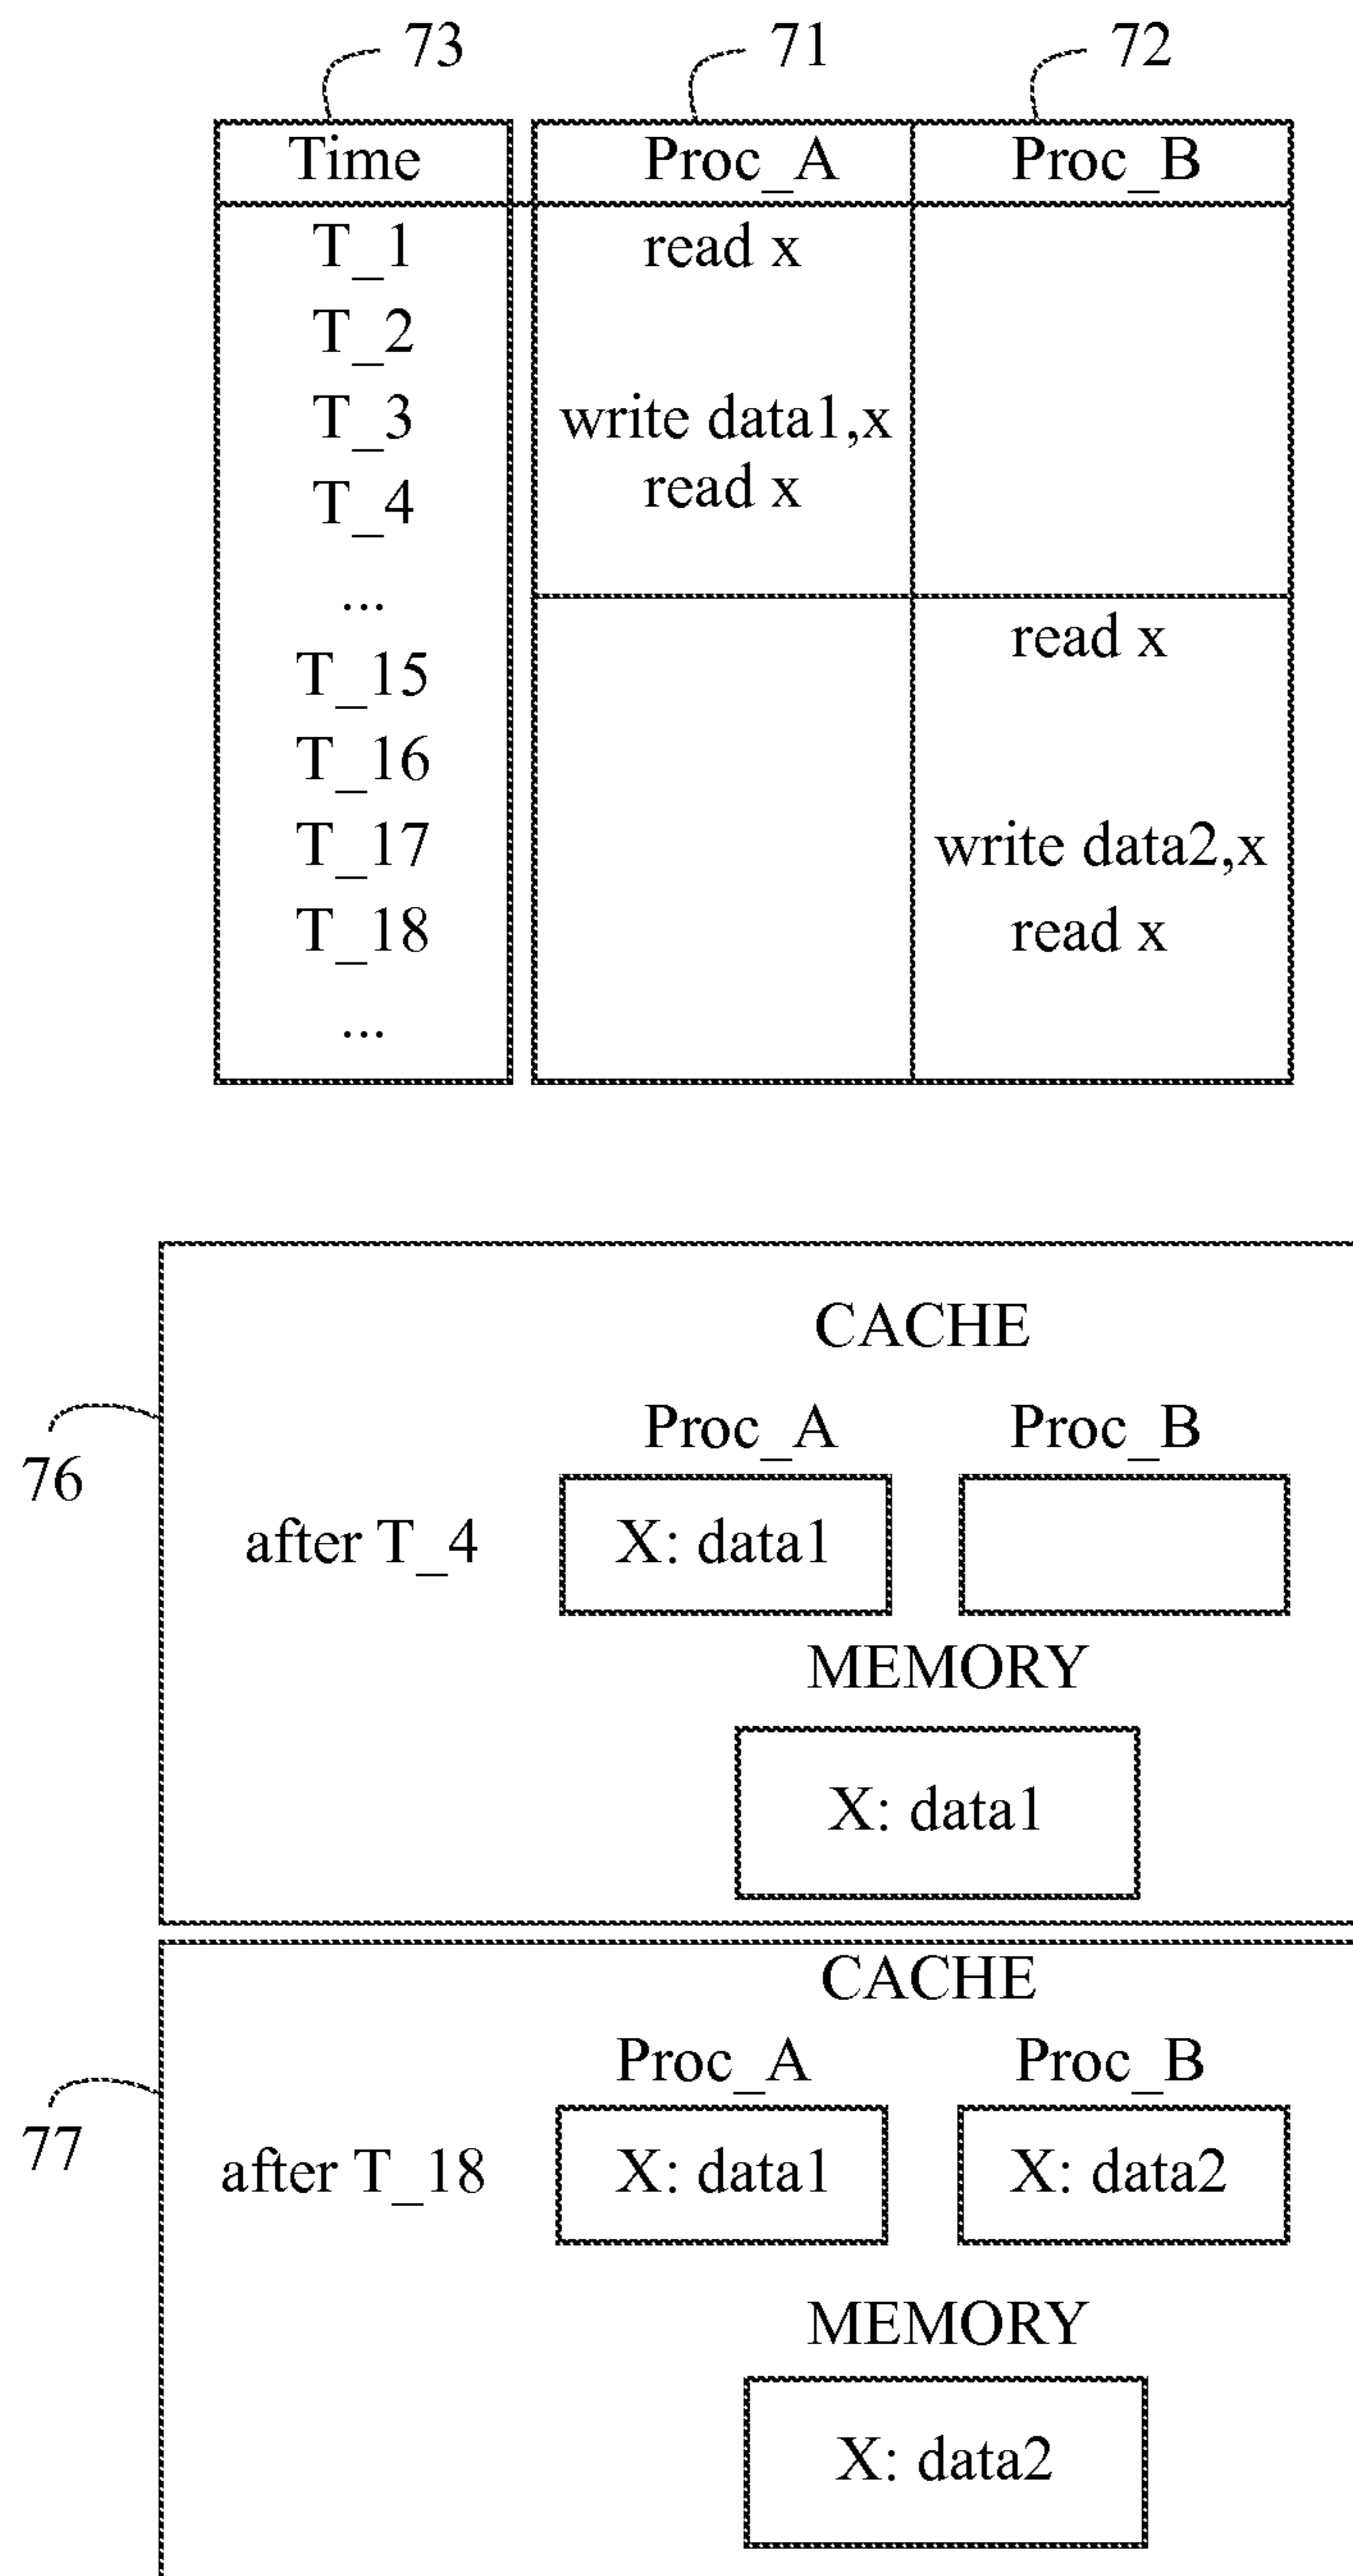 73 71 72
Time Proc_A Proc_B
T_1 read x
T_2
T_3 write data1,x
T_4 read x
...
read x
T_15
T_16
T_17 write data2,x
T_18 read x
...
CACHE
Proc_A Proc_B
76
after T_4 X: data1
MEMORY
X: data1
CACHE
Proc_A Proc_B
77
after T_18 X: data1 X: data2
MEMORY
X: data2